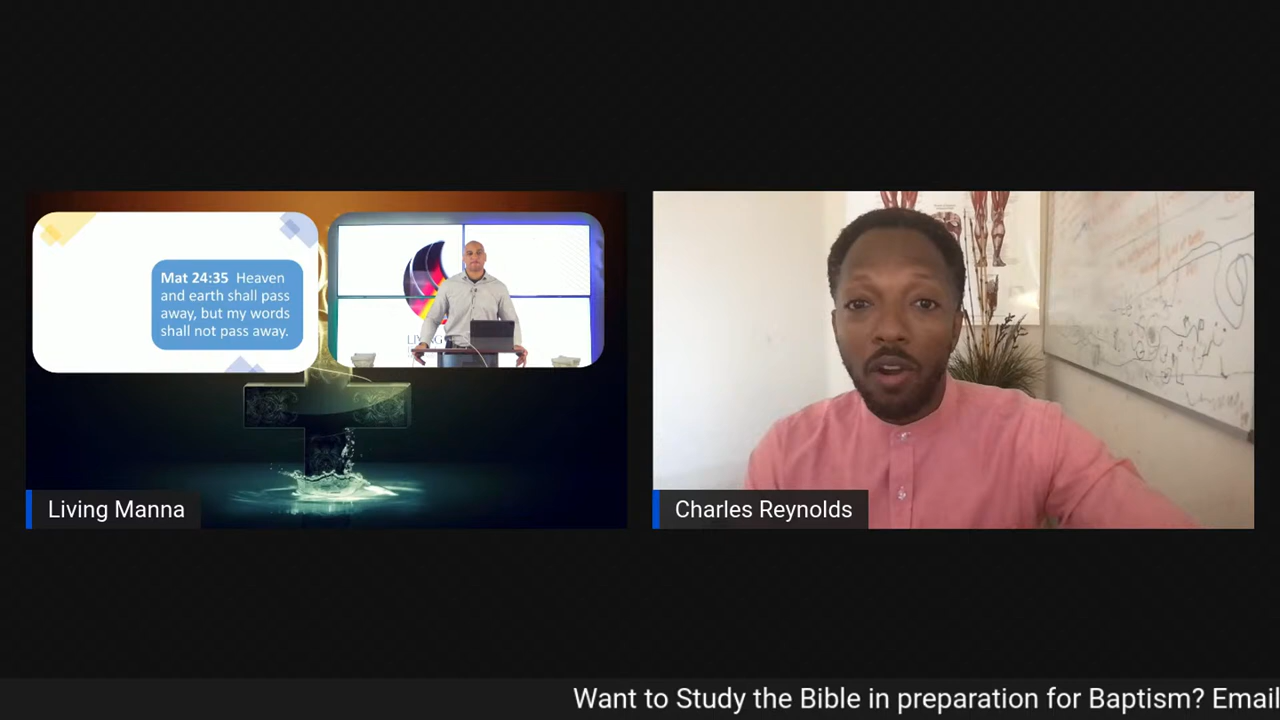 Mat 24:35 Heaven
and earth shall pass
away, but my words
shall not pass away.
Living Manna
Charles Reynolds
Want to Study the Bible in preparation for Baptism? Email